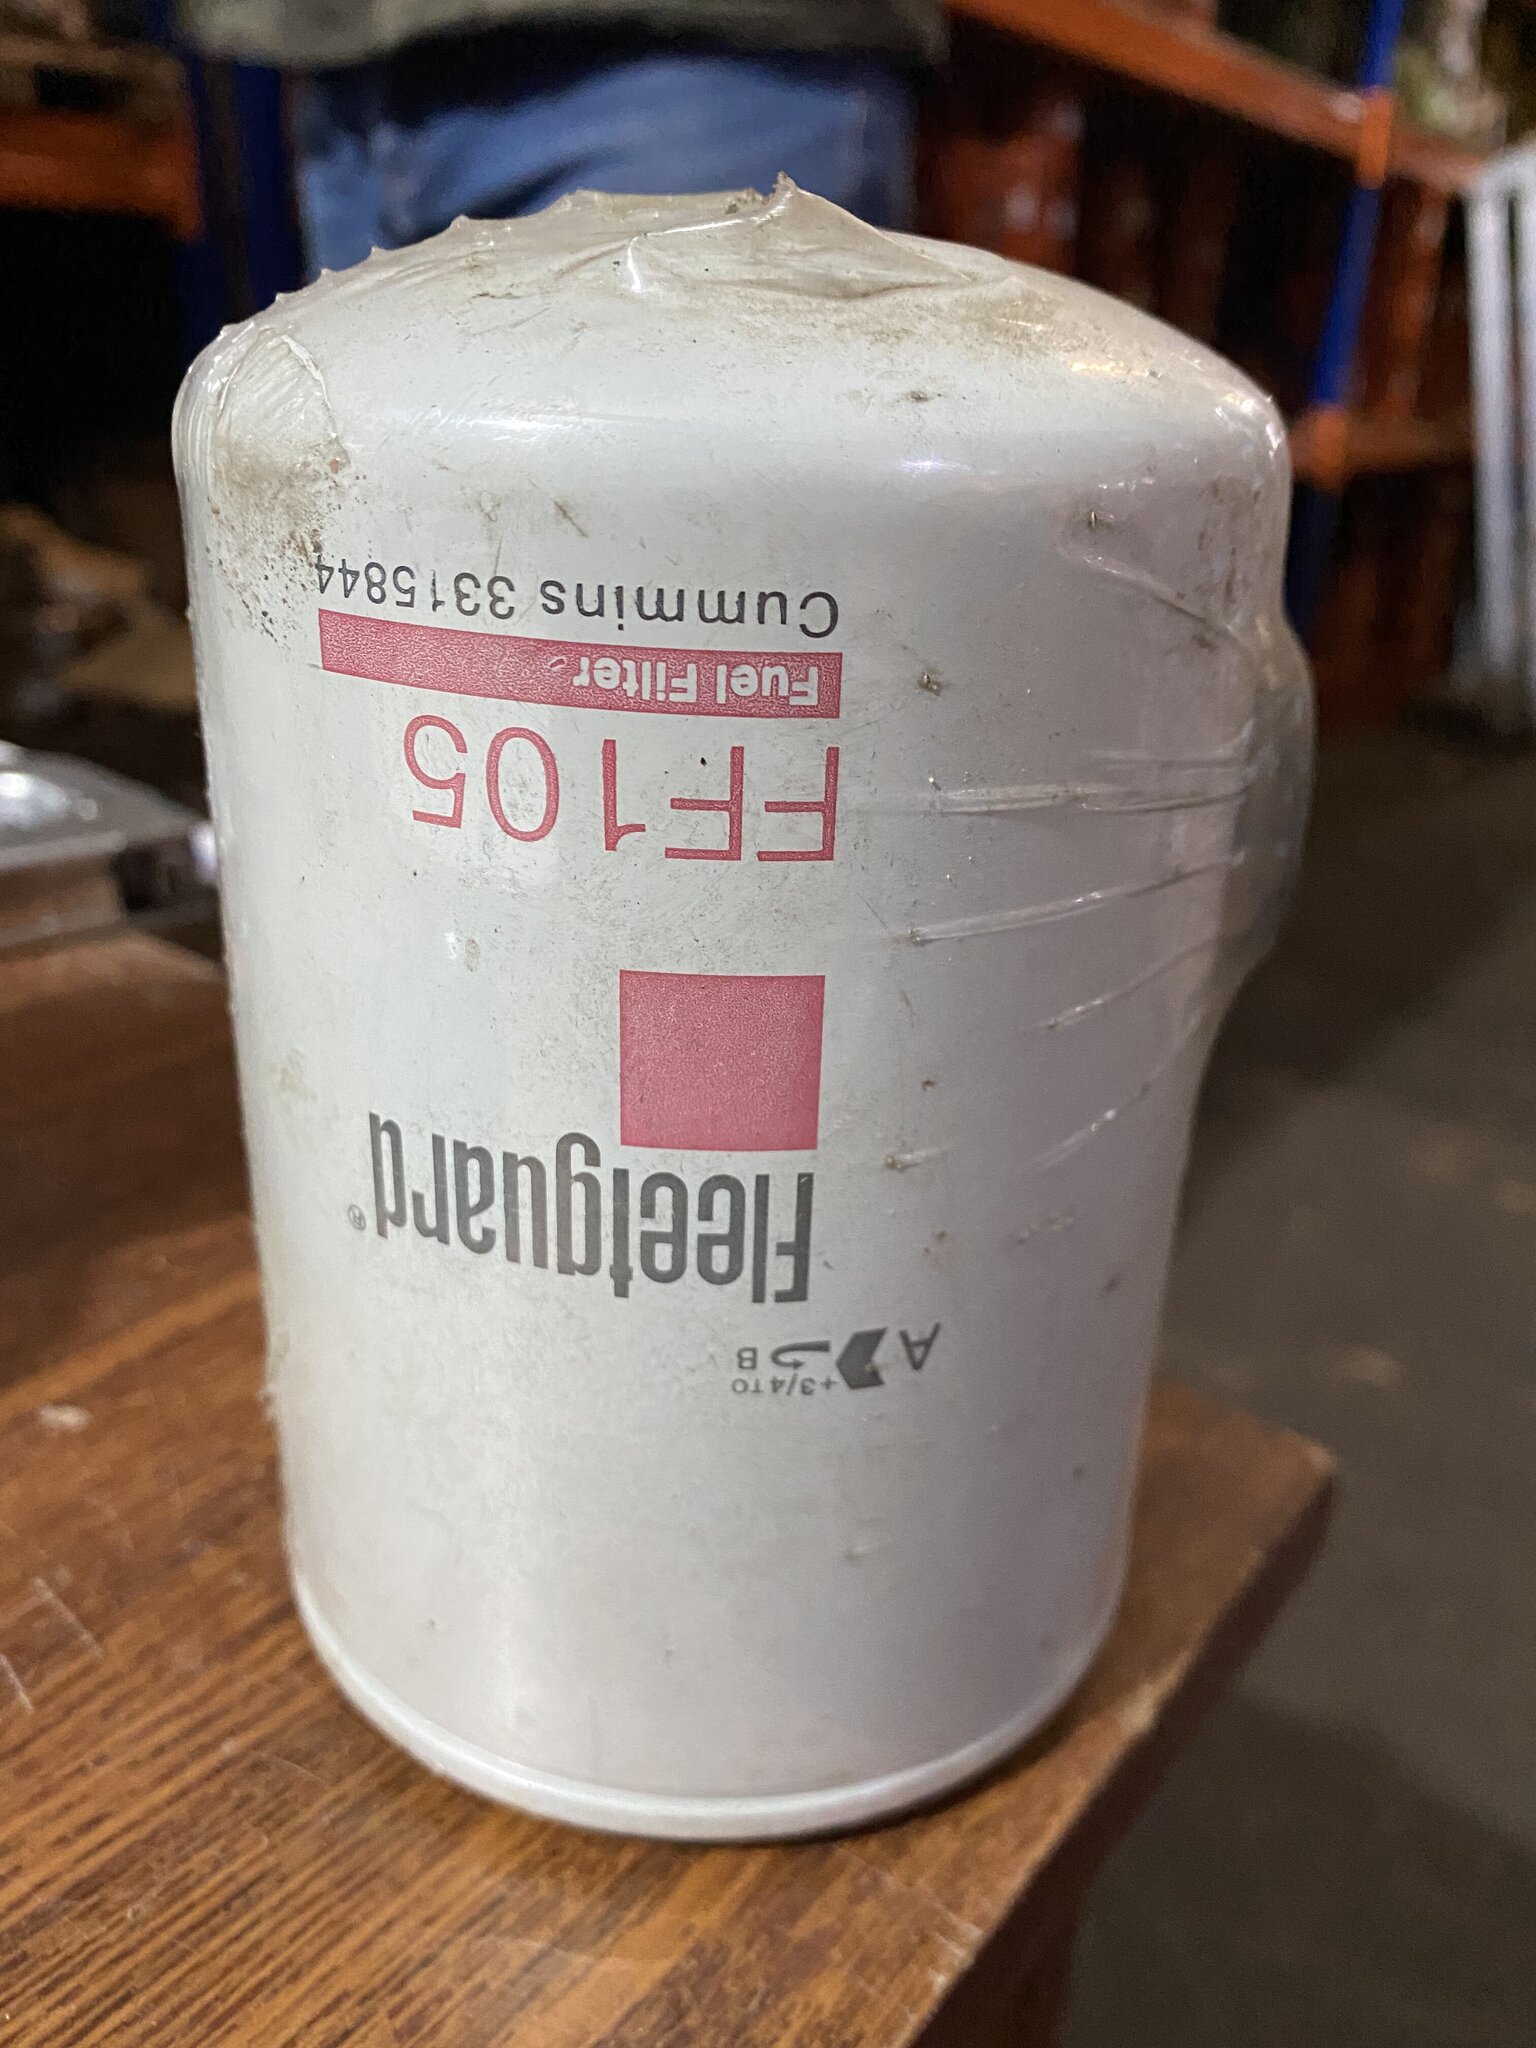 A B
+3/4 TO
Fleetguard®
FF105
Fuel Filter
Cummins 3315844